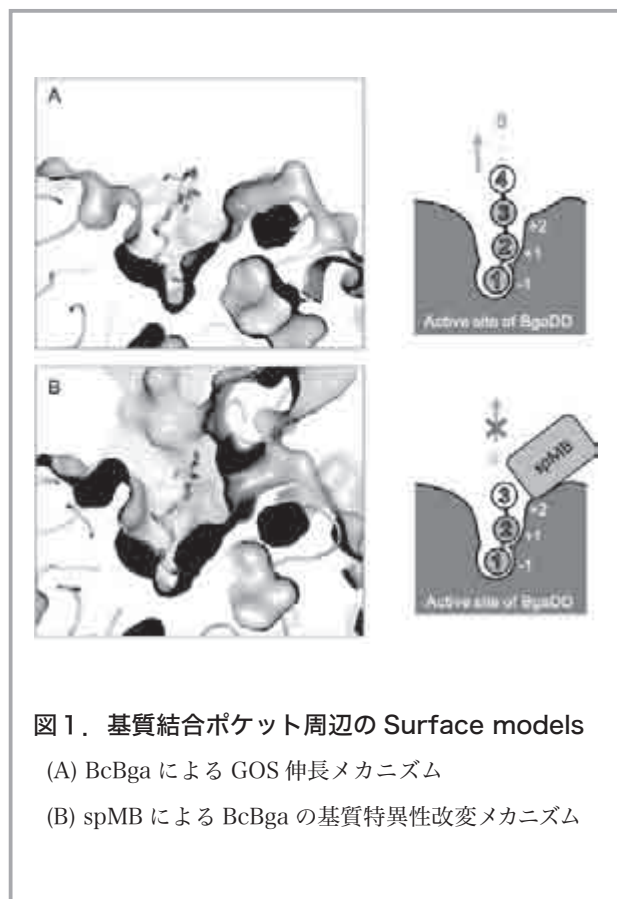 A
4
3
2
+2
+1
1
-1
Active site of BgaDD
B
spMB
3
2
+2
+1
1
-1
Active site of BgaDD
図1．基質結合ポケット周辺の Surface models
(A) BcBga による GOS 伸長メカニズム
(B) spMB による BcBga の基質特異性改変メカニズム